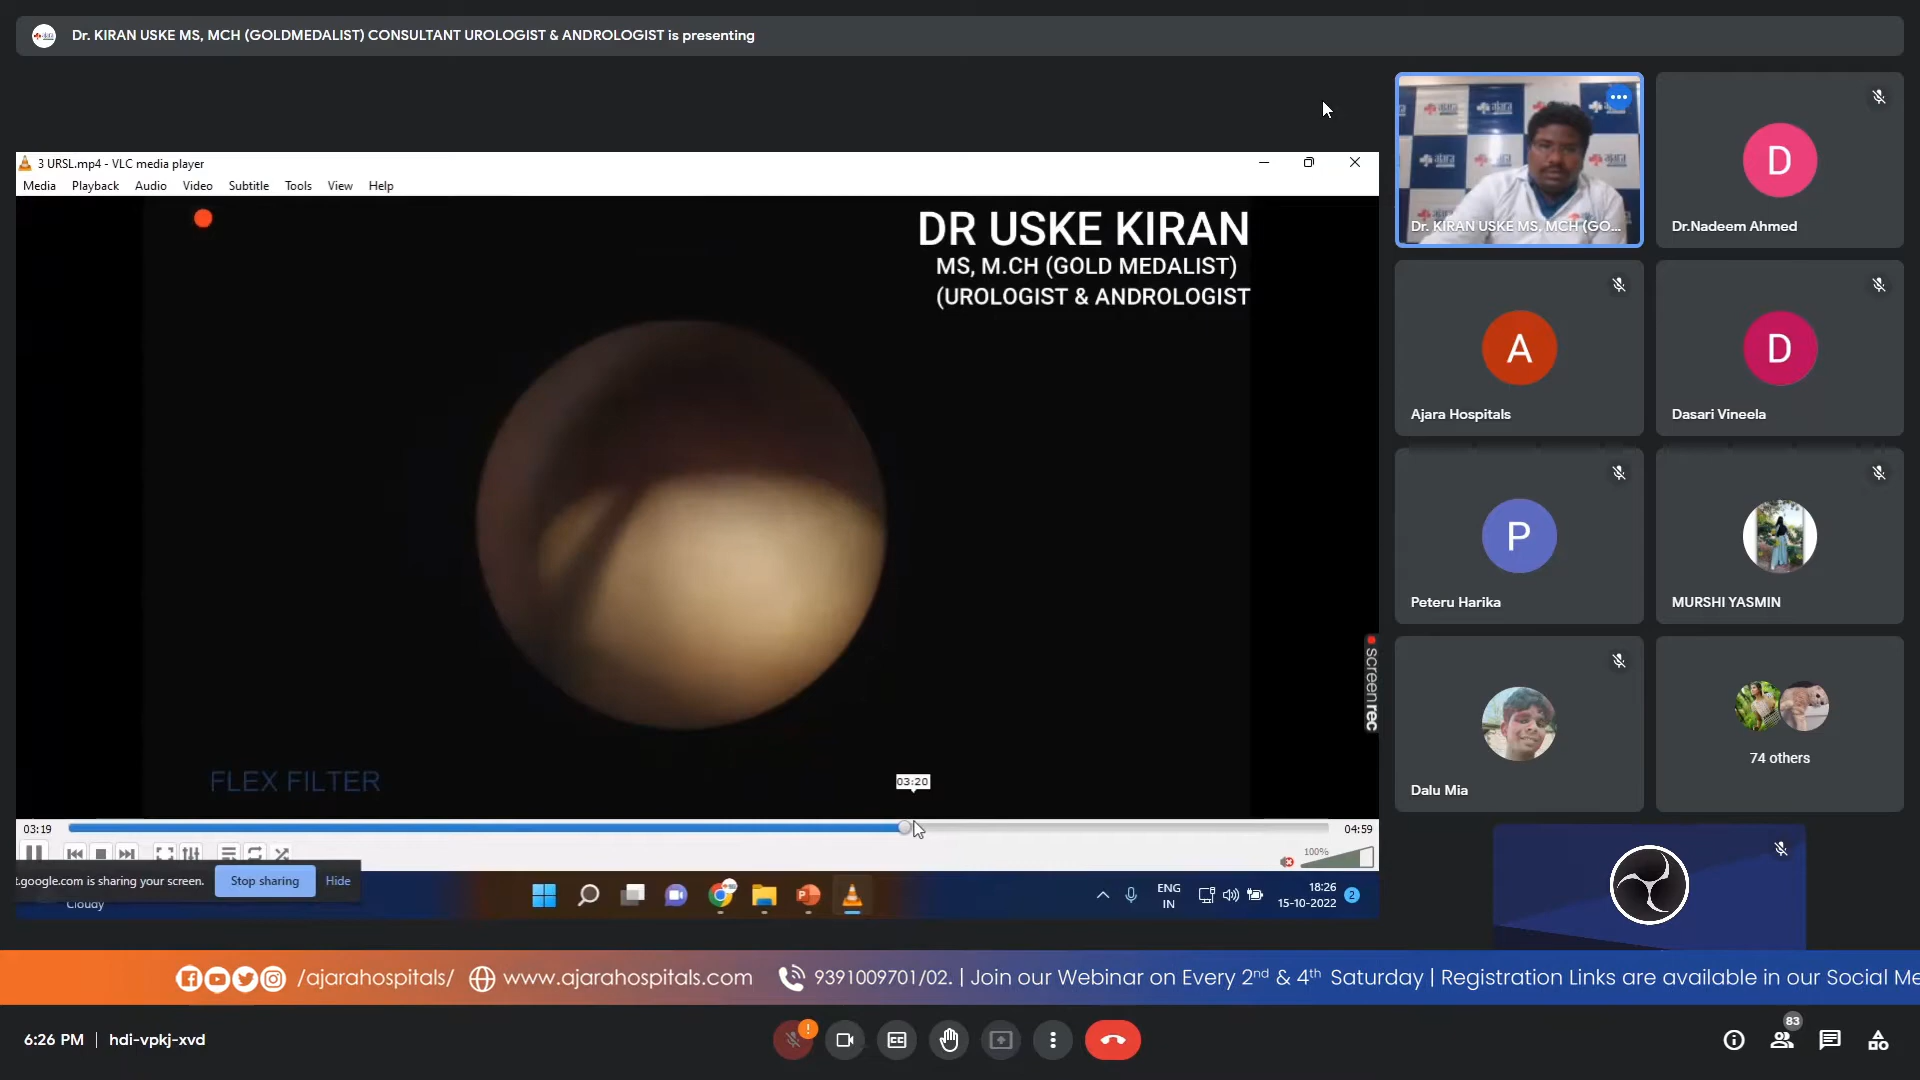 Dr. KIRAN USKE MS, MCH (GOLDMEDALIST) CONSULTANT UROLOGIST & ANDROLOGIST is presenting
3 URSL.mp4 - VLC media player
Media Playback Audio Video Subtitle Tools View Help
DR USKE KIRAN
MS, M.CH (GOLD MEDALIST)
(UROLOGIST & ANDROLOGIST
FLEX FILTER
screenrec
03:20
03:19
04:59
100%
t.google.com is sharing your screen.
Stop sharing
Hide
Cloudy
ENG
IN
18:26
15-10-2022
2
ajara
Dr. KIRAN USKE MS, MCH (GO...
D
Dr.Nadeem Ahmed
A
Ajara Hospitals
D
Dasari Vineela
P
Peteru Harika
MURSHI YASMIN
Dalu Mia
74 others
/ajarahospitals/ www.ajarahospitals.com 9391009701/02. | Join our Webinar on Every 2nd & 4th Saturday | Registration Links are available in our Social Me
6:26 PM | hdi-vpkj-xvd
83